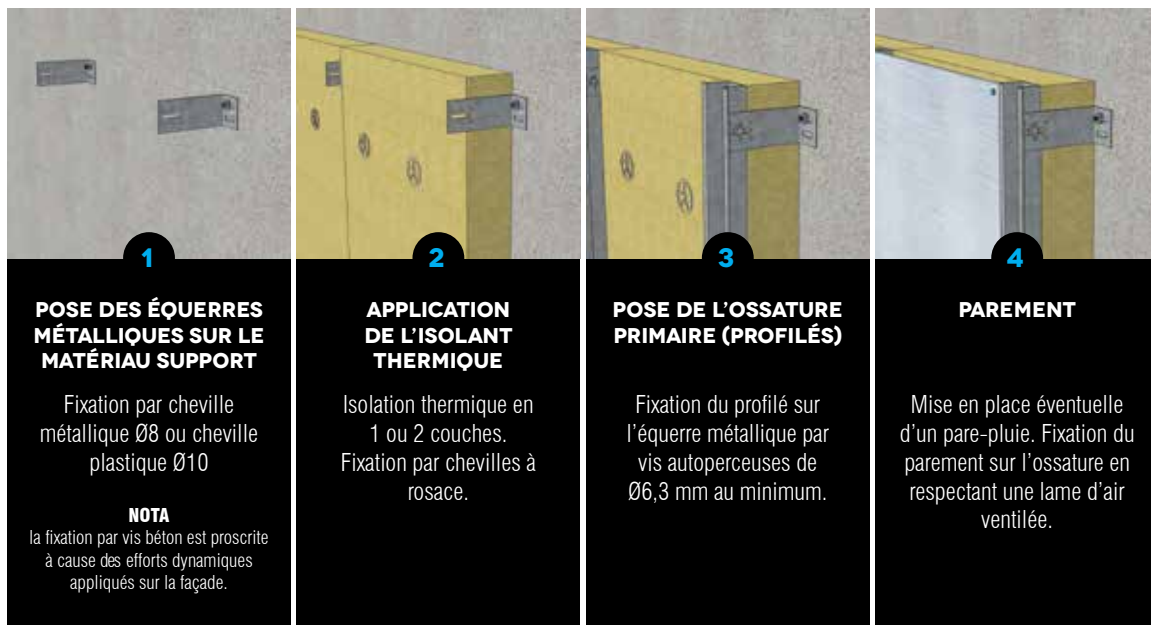 1
POSE DES ÉQUERRES
MÉTALLIQUES SUR LE
MATÉRIAU SUPPORT
Fixation par cheville
métallique Ø8 ou cheville
plastique Ø10
NOTA
la fixation par vis béton est proscrite
à cause des efforts dynamiques
appliqués sur la façade.
2
APPLICATION
DE L'ISOLANT
THERMIQUE
Isolation thermique en
1 ou 2 couches.
Fixation par chevilles à
rosace.
3
POSE DE L'OSSATURE
PRIMAIRE (PROFILÉS)
Fixation du profilé sur
l'équerre métallique par
vis autoperceuses de
Ø6,3 mm au minimum.
4
PAREMENT
Mise en place éventuelle
d'un pare-pluie. Fixation du
parement sur l'ossature en
respectant une lame d'air
ventilée.